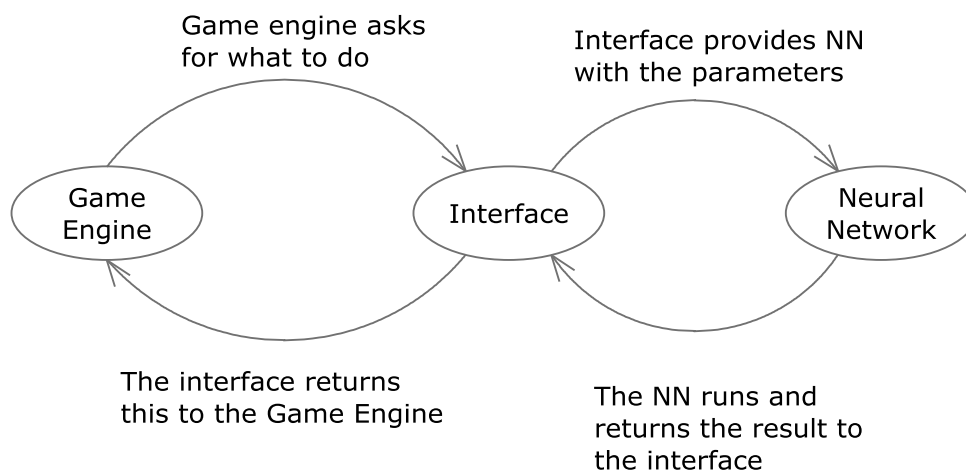 Game engine asks
for what to do
Interface provides NN
with the parameters
Game
Engine
Interface
Neural
Network
The interface returns
this to the Game Engine
The NN runs and
returns the result to
the interface